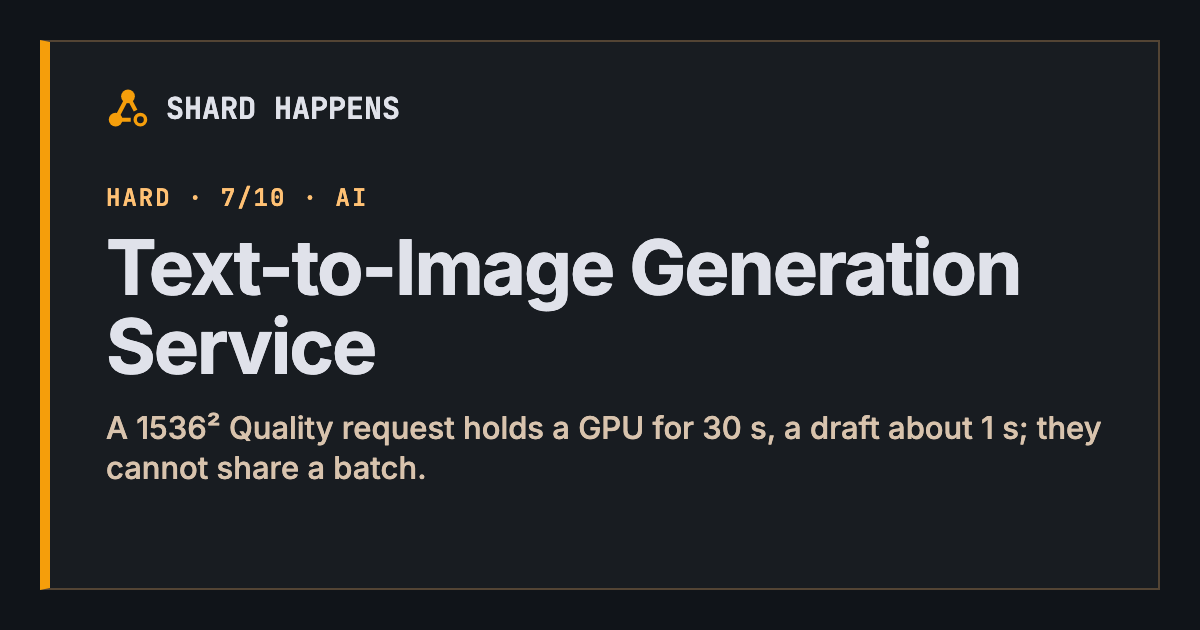 SHARD HAPPENS
HARD · 7/10 · AI
Text-to-Image Generation
Service
A 1536² Quality request holds a GPU for 30 s, a draft about 1 s; they
cannot share a batch.